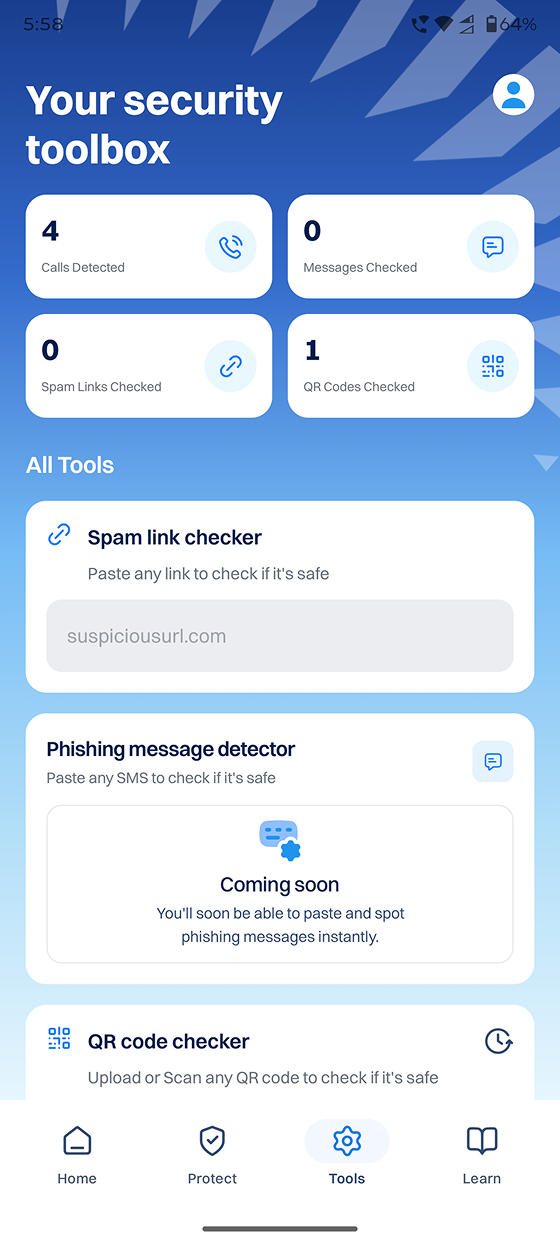 5:58
64%
Your security
toolbox
4
Calls Detected
0
Messages Checked
0
Spam Links Checked
1
QR Codes Checked
All Tools
Spam link checker
Paste any link to check if it's safe
suspiciousurl.com
Phishing message detector
Paste any SMS to check if it's safe
Coming soon
You'll soon be able to paste and spot
phishing messages instantly.
QR code checker
Upload or Scan any QR code to check if it's safe
Home
Protect
Tools
Learn